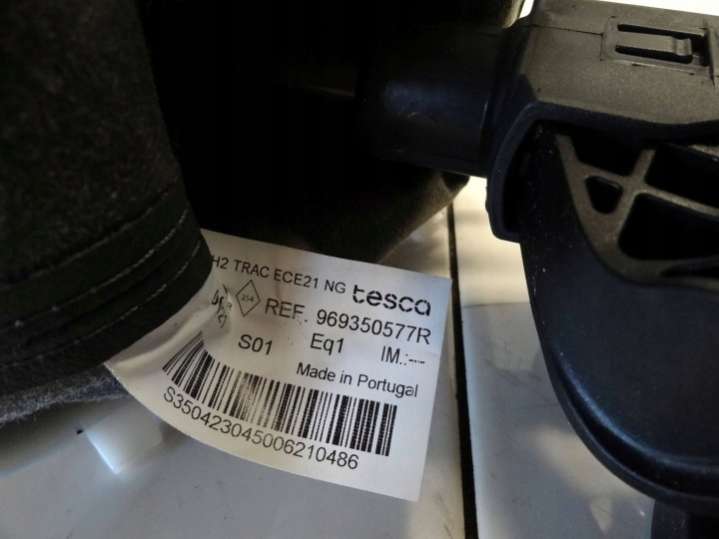 H2 TRAC ECE21 NG tesca
REF. 969350577R
S01 Eq1 IM.:---
Made in Portugal
S350423045006210486